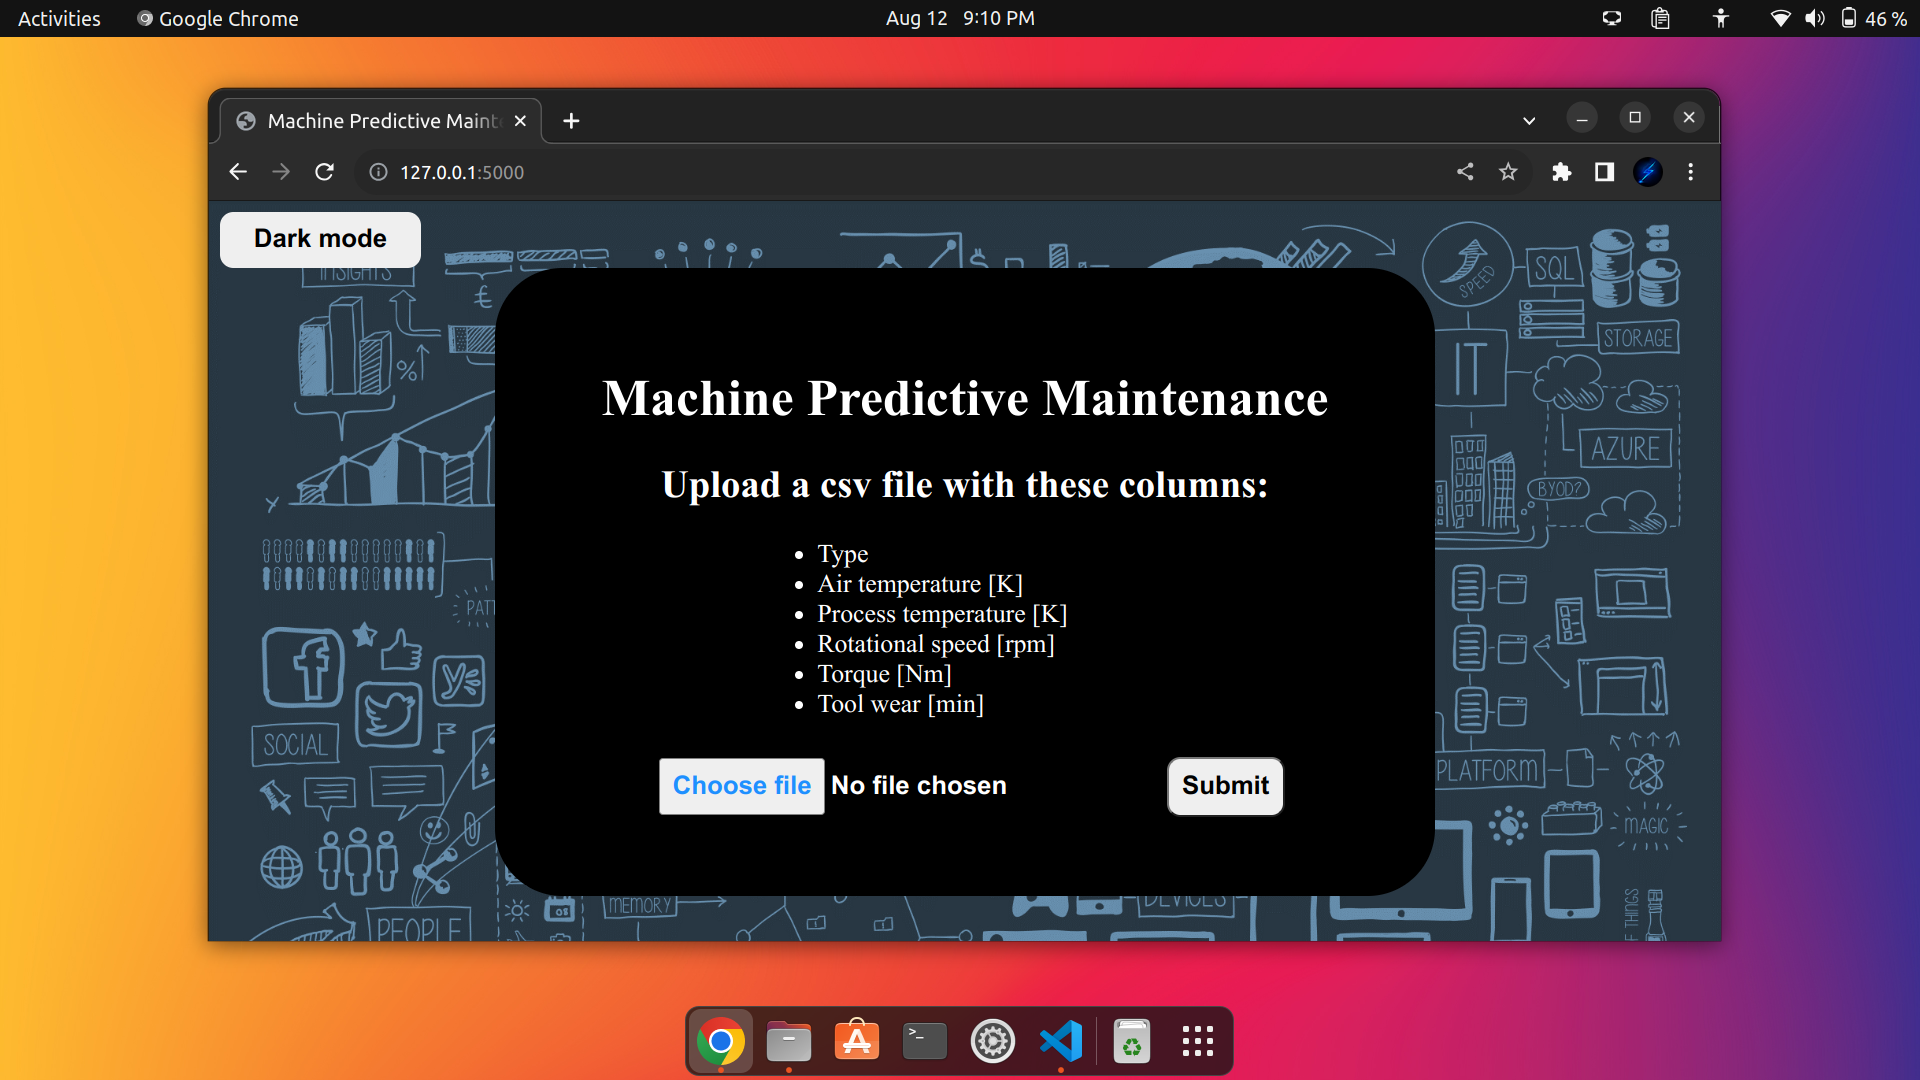 Activities
Google Chrome
Aug 12 9:10 PM
46 %
Machine Predictive Mainte
127.0.0.1:5000
Dark mode
INSIGHTS
SPEED
SQL
STORAGE
IT
AZURE
BYOD?
PATT
SOCIAL
PLATFORM
MAGIC
PEOPLE
MEMORY
DEVICES
F THINGS
Machine Predictive Maintenance
Upload a csv file with these columns:
• Type
• Air temperature [K]
• Process temperature [K]
• Rotational speed [rpm]
• Torque [Nm]
• Tool wear [min]
Choose file No file chosen
Submit